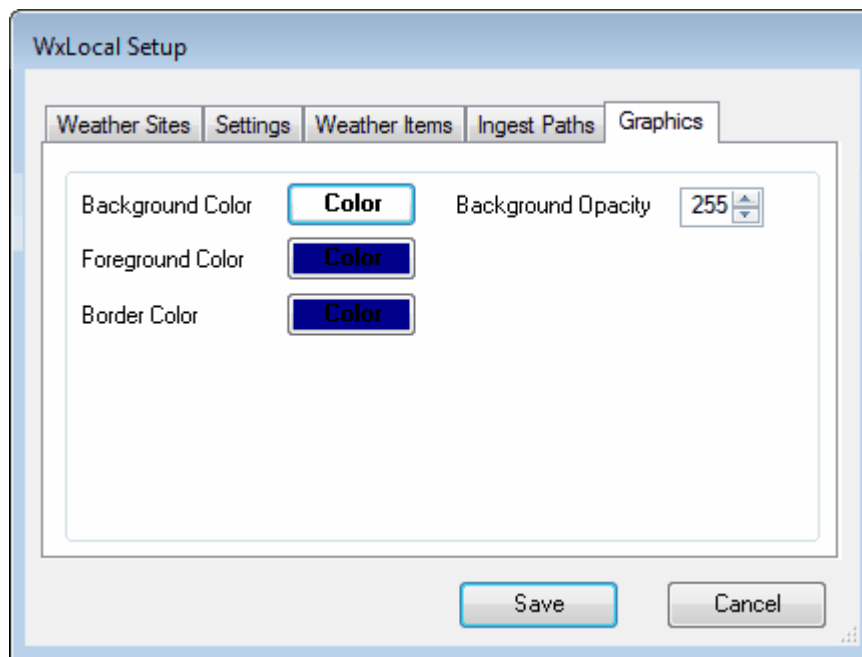 WxLocal Setup
Weather Sites Settings Weather Items Ingest Paths Graphics
Background Color Color Background Opacity 255
Foreground Color Color
Border Color Color
Save Cancel